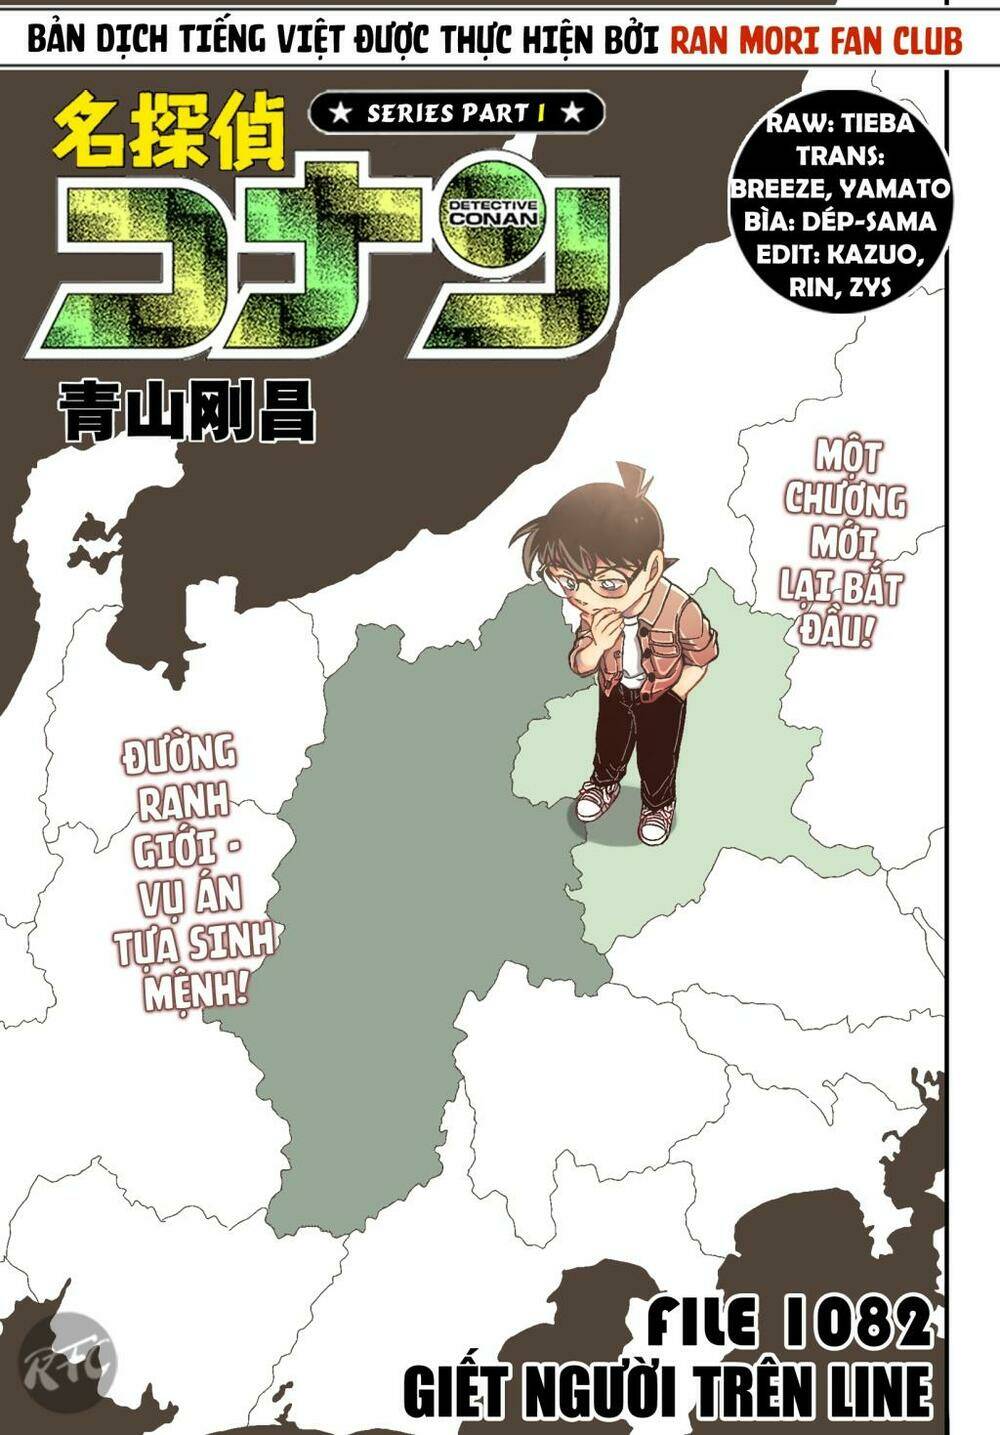 BẢN DỊCH TIẾNG VIỆT ĐƯỢC THỰC HIỆN BỞI RAN MORI FAN CLUB
★ SERIES PART 1 ★
名探偵
コナン
DETECTIVE
CONAN
青山剛昌
RAW: TIEBA
TRANS:
BREEZE, YAMATO
BÌA: DÉP-SAMA
EDIT: KAZUO,
RIN, ZYS
MỘT
CHƯƠNG
MỚI
LẠI BẮT
ĐẦU!
ĐƯỜNG
RANH
GIỚI -
VỤ ÁN
TỰA SINH
MỆNH!
FILE 1082
GIẾT NGƯỜI TRÊN LINE
RFC